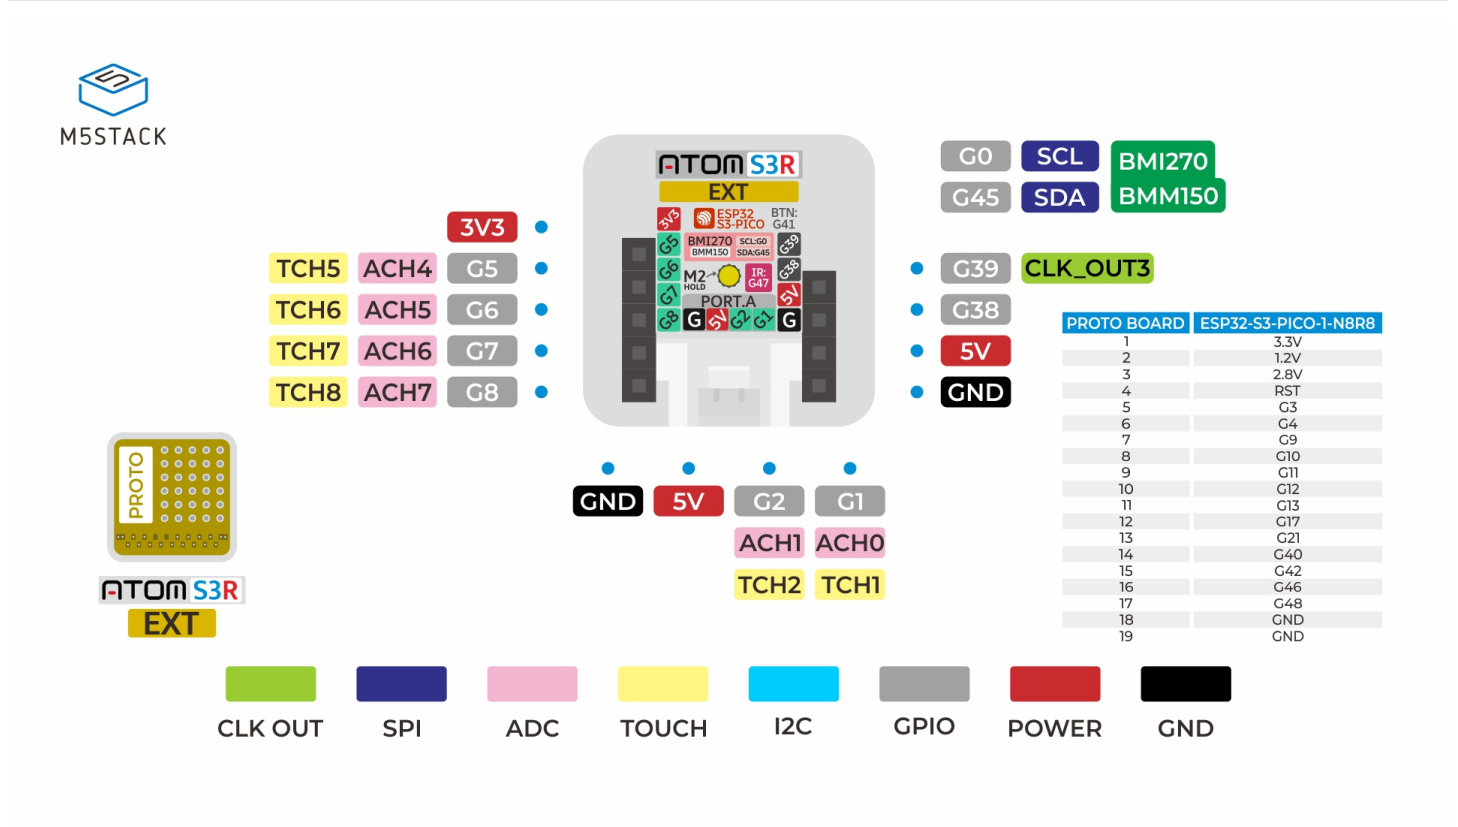 M5STACK
ATOM S3R
EXT
3V3
ESP32
S3-PICO
BTN:
G41
G5
BMI270
SCL:G0
BMM150
SDA:G45
G39
G6
M2
HOLD
IR:
G47
G38
G7
PORT.A
5V
G8 G 5V G2 G1 G
3V3
TCH5 ACH4 G5
TCH6 ACH5 G6
TCH7 ACH6 G7
TCH8 ACH7 G8
G0 SCL BMI270
G45 SDA BMM150
G39 CLK_OUT3
G38
5V
GND
GND 5V G2 G1
ACH1 ACH0
TCH2 TCH1
PROTO BOARD ESP32-S3-PICO-1-N8R8
1 3.3V
2 1.2V
3 2.8V
4 RST
5 G3
6 G4
7 G9
8 G10
9 G11
10 G12
11 G13
12 G17
13 G21
14 G40
15 G42
16 G46
17 G48
18 GND
19 GND
PROTO
ATOM S3R
EXT
CLK OUT SPI ADC TOUCH I2C GPIO POWER GND